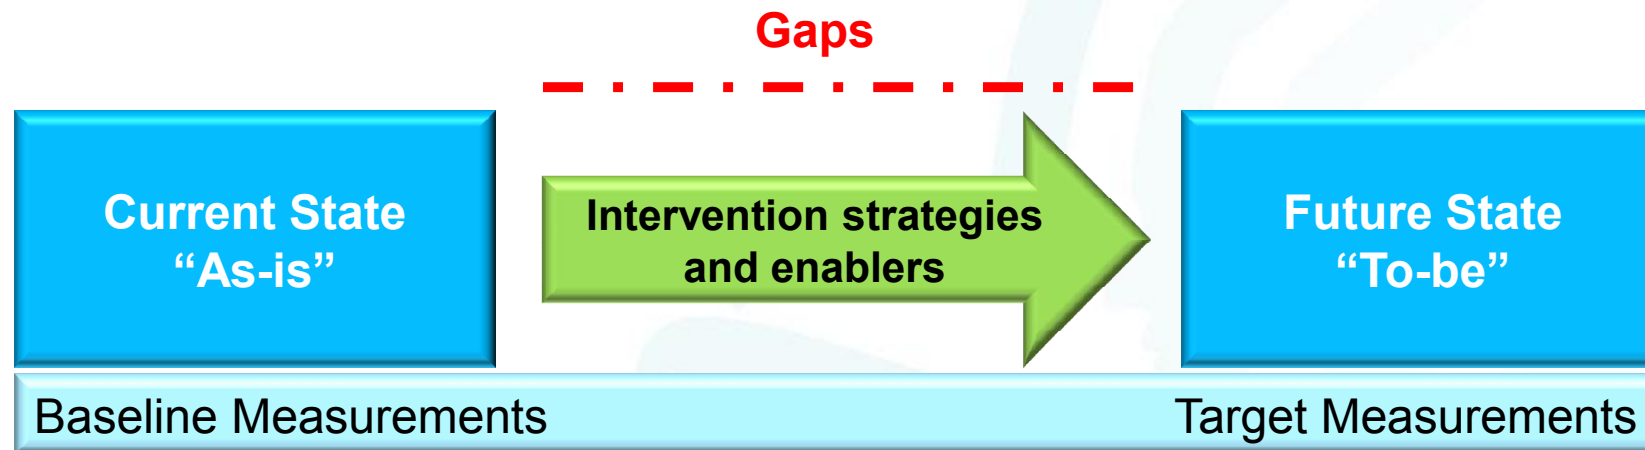 Gaps
Current State
“As-is”
Intervention strategies
and enablers
Future State
“To-be”
Baseline Measurements
Target Measurements